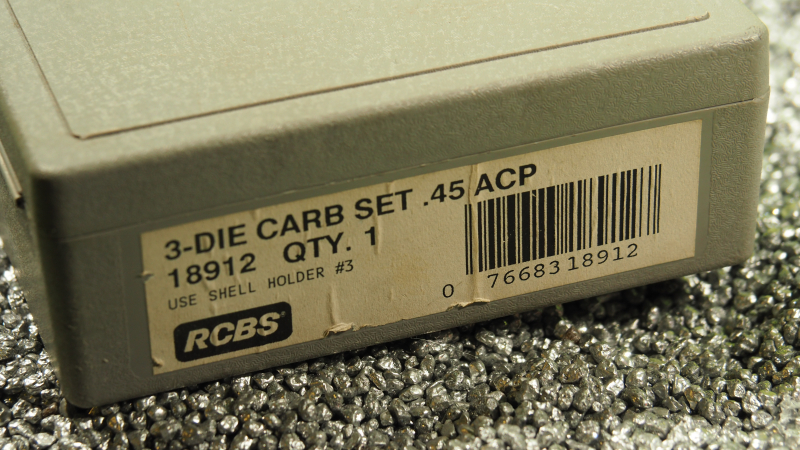 3-DIE CARB SET .45 ACP
18912 QTY. 1
USE SHELL HOLDER #3
RCBS®
0 7668318912